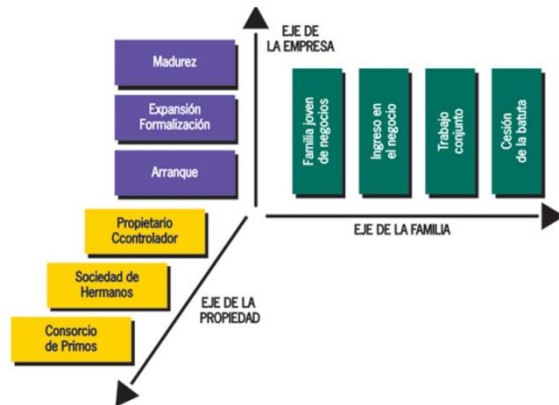 EJE DE
LA EMPRESA
Madurez
Expansión
Formalización
Arranque
Familia joven
de negocios
Ingreso en
el negocio
Trabajo
conjunto
Cesión
de la batuta
EJE DE LA FAMILIA
Propietario
Ccontrolador
Sociedad de
Hermanos
Consorcio
de Primos
EJE DE LA
PROPIEDAD